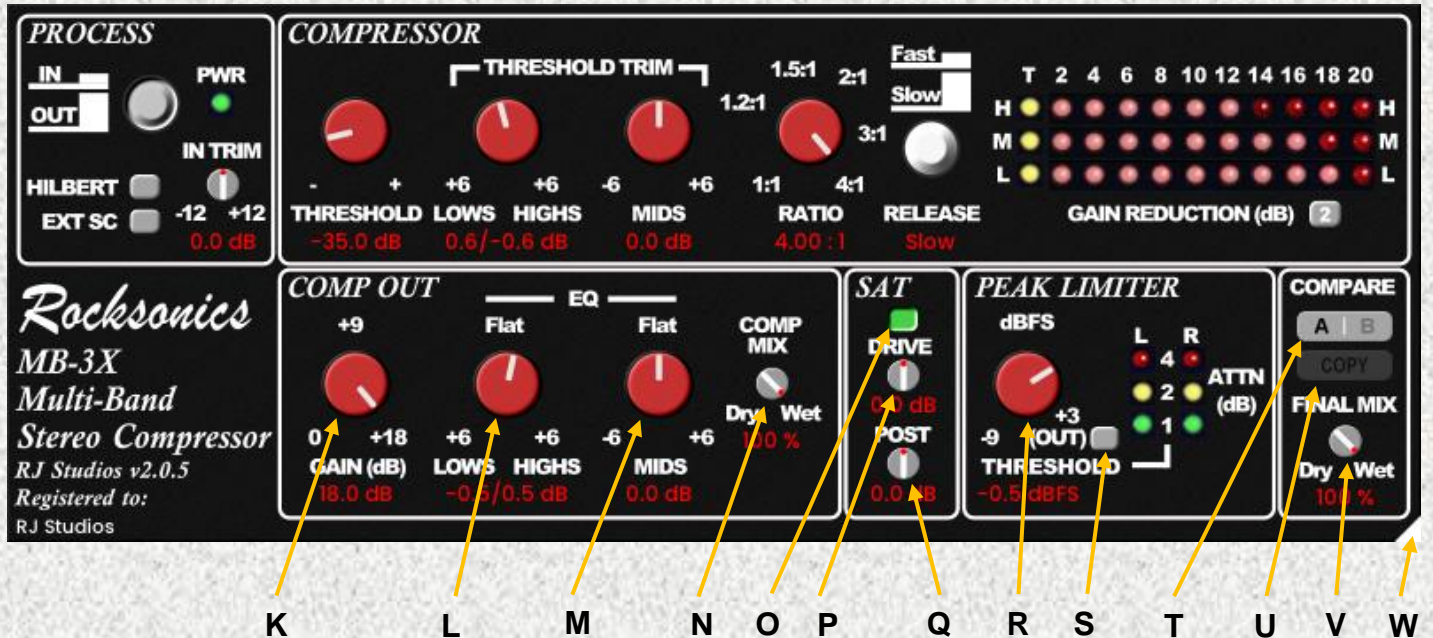 PROCESS
IN
OUT
PWR
IN TRIM
HILBERT
EXT SC
-12 +12
0.0 dB
COMPRESSOR
THRESHOLD TRIM
- +
THRESHOLD
-35.0 dB
+6 +6
LOWS HIGHS
0.6/-0.6 dB
-6 +6
MIDS
0.0 dB
1.5:1 2:1
1.2:1
3:1
1:1 4:1
RATIO
4.00 : 1
Fast
Slow
RELEASE
Slow
T 2 4 6 8 10 12 14 16 18 20
H H
M M
L L
GAIN REDUCTION (dB) 2
Rocksonics
MB-3X
Multi-Band
Stereo Compressor
RJ Studios v2.0.5
Registered to:
RJ Studios
COMP OUT
EQ
+9
0 +18
GAIN (dB)
18.0 dB
Flat
+6 +6
LOWS HIGHS
-0.5/0.5 dB
Flat
-6 +6
MIDS
0.0 dB
COMP
MIX
Dry Wet
100 %
SAT
DRIVE
0.0 dB
POST
0.0 dB
PEAK LIMITER
dBFS
+3
-9 (OUT)
THRESHOLD
-0.5 dBFS
L R
4
2
1
ATTN
(dB)
COMPARE
A | B
COPY
FINAL MIX
Dry Wet
100 %
K L M N O P Q R S T U V W